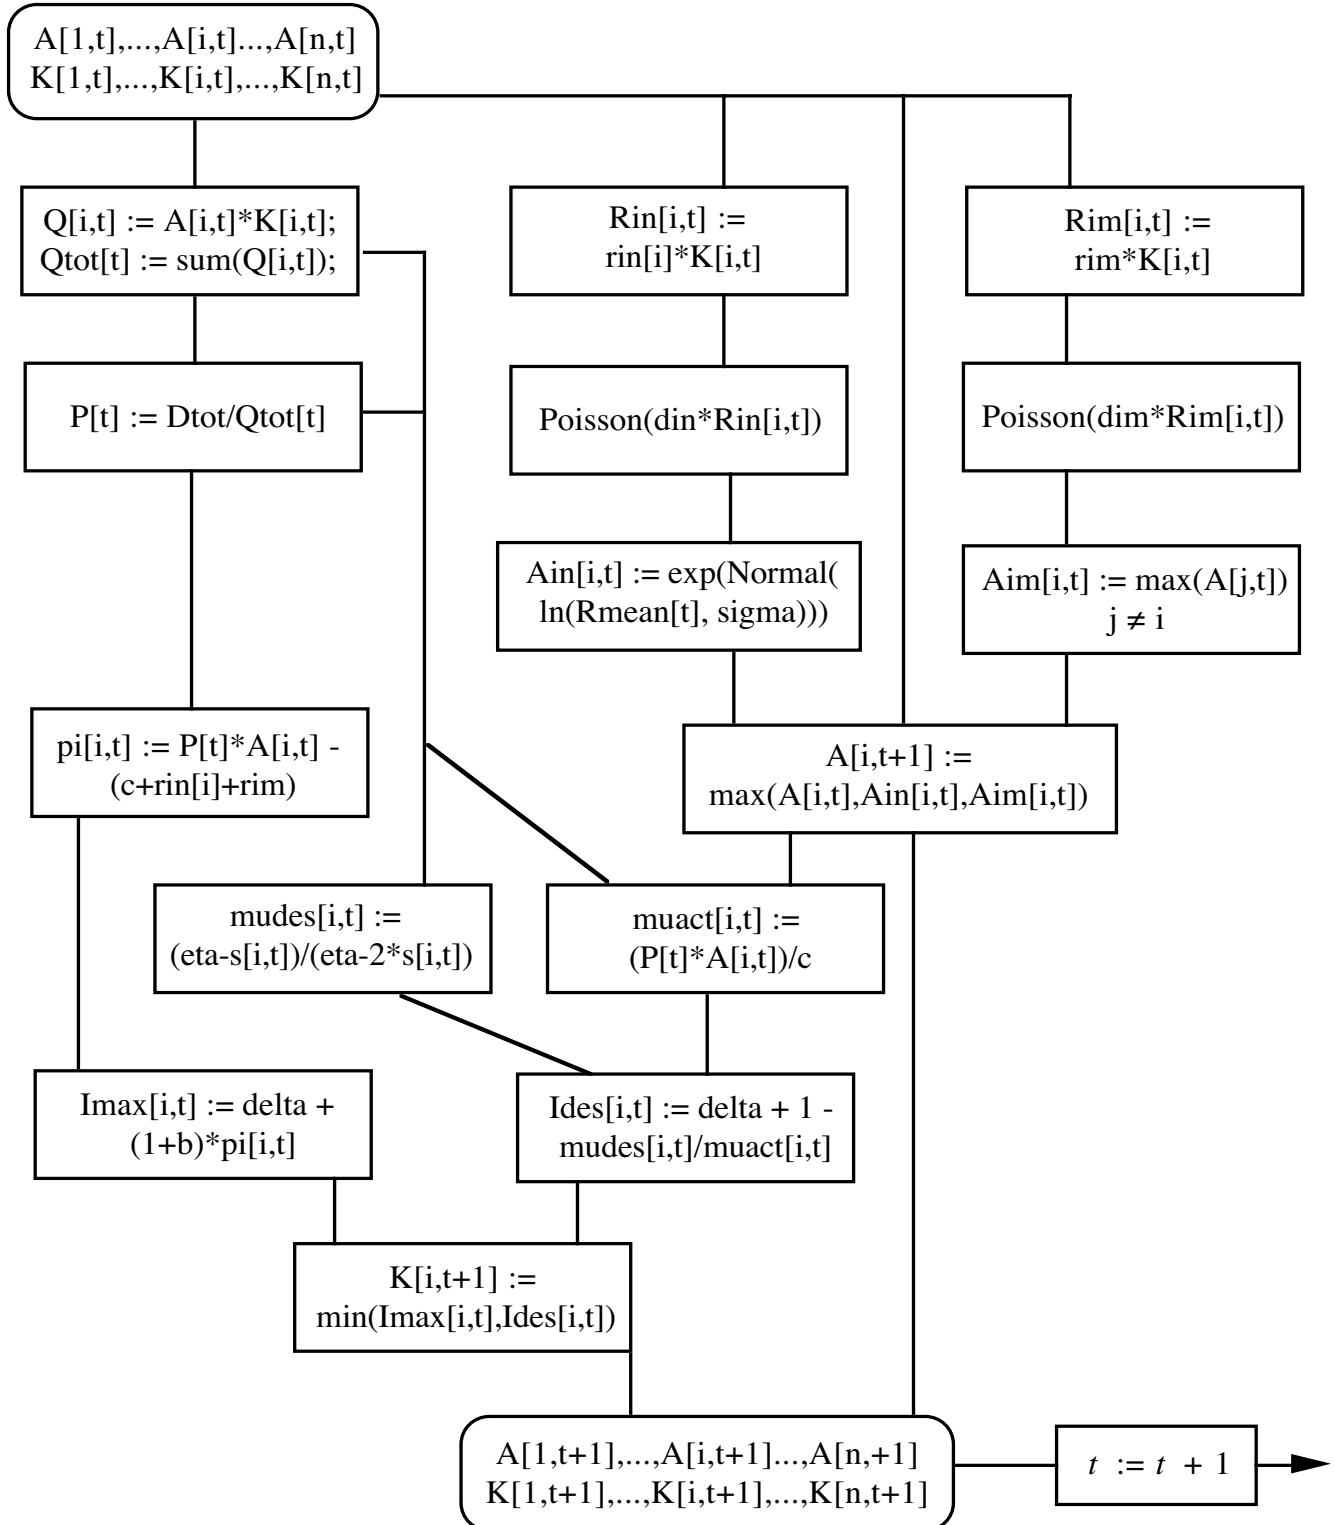 A[1,t],...,A[i,t]...,A[n,t]
K[1,t],...,K[i,t],...,K[n,t]
Q[i,t] := A[i,t]*K[i,t];
Qtot[t] := sum(Q[i,t]);
Rin[i,t] :=
rin[i]*K[i,t]
Rim[i,t] :=
rim*K[i,t]
P[t] := Dtot/Qtot[t]
Poisson(din*Rin[i,t])
Poisson(dim*Rim[i,t])
Ain[i,t] := exp(Normal(
ln(Rmean[t], sigma)))
Aim[i,t] := max(A[j,t])
j ≠ i
pi[i,t] := P[t]*A[i,t] -
(c+rin[i]+rim)
A[i,t+1] :=
max(A[i,t],Ain[i,t],Aim[i,t])
mudes[i,t] :=
(eta-s[i,t])/(eta-2*s[i,t])
muact[i,t] :=
(P[t]*A[i,t])/c
Imax[i,t] := delta +
(1+b)*pi[i,t]
Ides[i,t] := delta + 1 -
mudes[i,t]/muact[i,t]
K[i,t+1] :=
min(Imax[i,t],Ides[i,t])
A[1,t+1],...,A[i,t+1]...,A[n,+1]
K[1,t+1],...,K[i,t+1],...,K[n,t+1]
t := t + 1